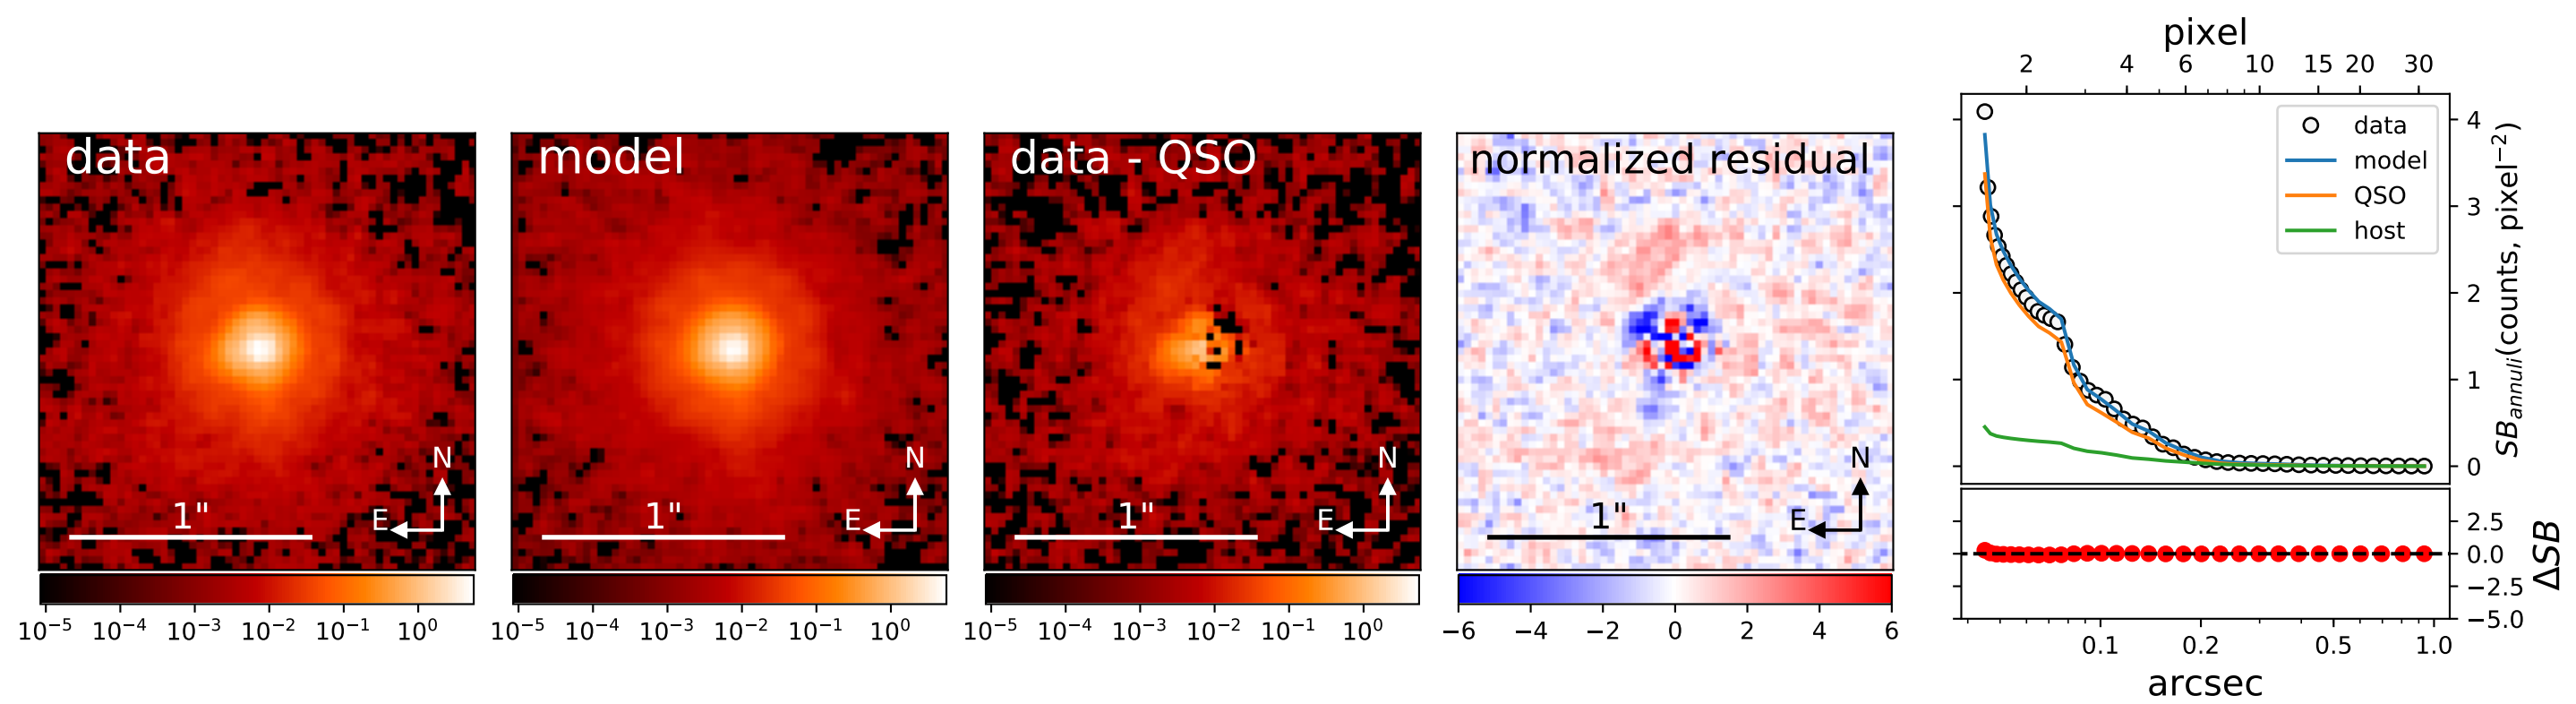 data
N
E
1"
10⁻⁵ 10⁻⁴ 10⁻³ 10⁻² 10⁻¹ 10⁰
model
N
E
1"
10⁻⁵ 10⁻⁴ 10⁻³ 10⁻² 10⁻¹ 10⁰
data - QSO
N
E
1"
10⁻⁵ 10⁻⁴ 10⁻³ 10⁻² 10⁻¹ 10⁰
normalized residual
N
E
1"
−6 −4 −2 0 2 4 6
pixel
2 4 6 10 15 20 30
data
model
QSO
host
4
3
2
1
0
SB_annuli(counts, pixel⁻²)
2.5
0.0
−2.5
−5.0
ΔSB
0.1 0.2 0.5 1.0
arcsec